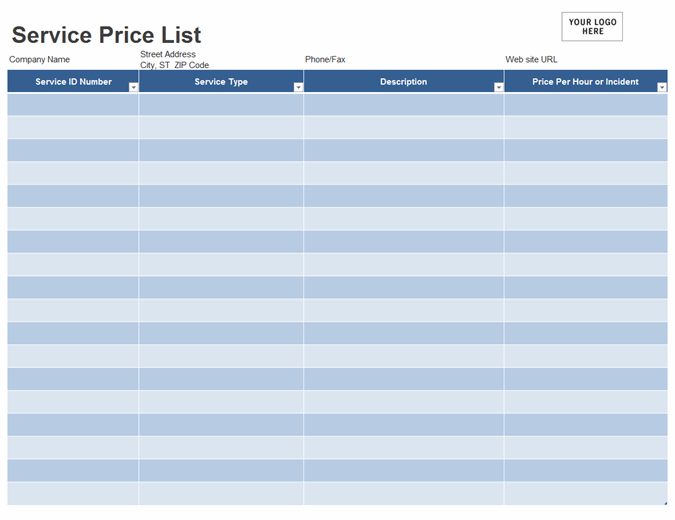 YOUR LOGO
HERE
Service Price List
Company Name
Street Address
City, ST  ZIP Code
Phone/Fax
Web site URL
Service ID Number
Service Type
Description
Price Per Hour or Incident